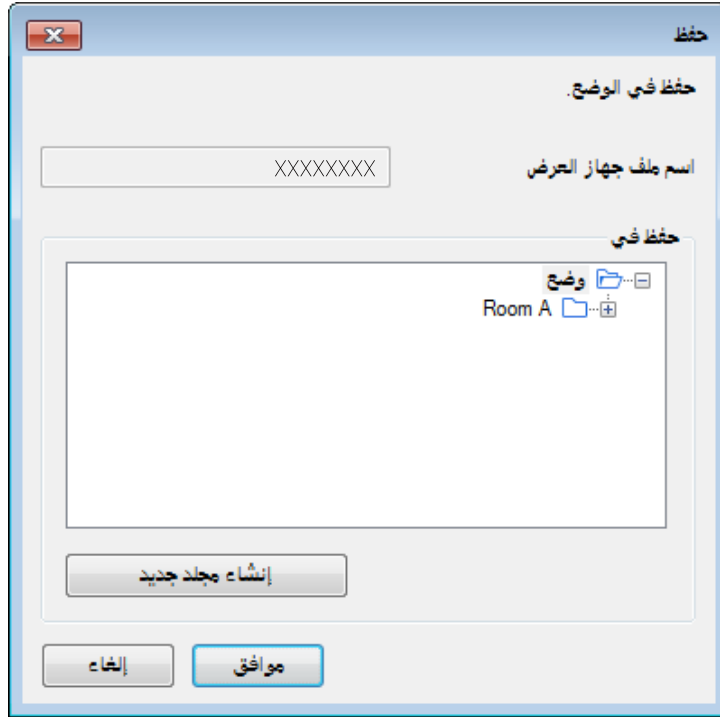 حفظ
حفظ في الوضع.
اسم ملف جهاز العرض XXXXXXXX
حفظ في
وضع
Room A
إنشاء مجلد جديد
موافق إلغاء